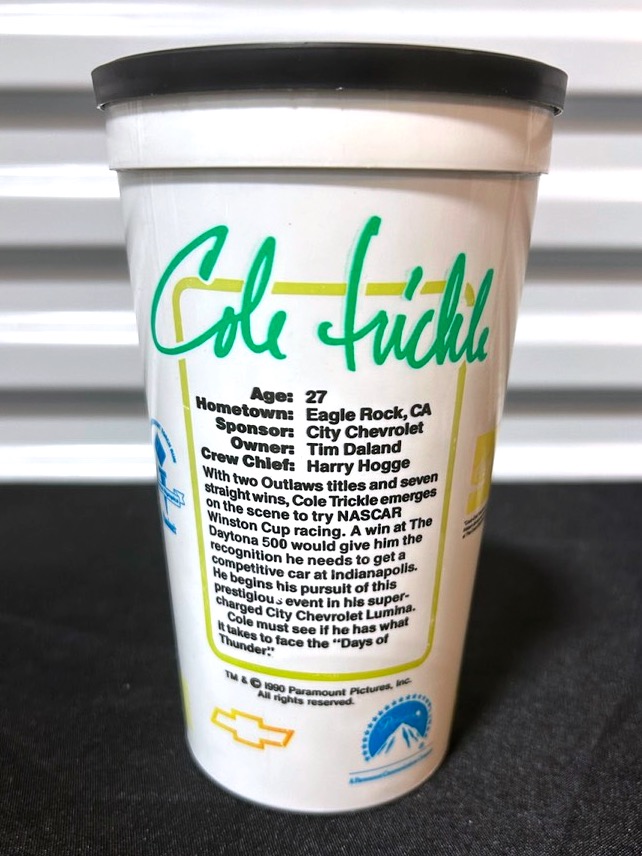 Cole Trickle
Age: 27
Hometown: Eagle Rock, CA
Sponsor: City Chevrolet
Owner: Tim Daland
Crew Chief: Harry Hogge
With two Outlaws titles and seven
straight wins, Cole Trickle emerges
on the scene to try NASCAR
Winston Cup racing. A win at The
Daytona 500 would give him the
recognition he needs to get a
competitive car at Indianapolis.
He begins his pursuit of this
prestigious event in his super-
charged City Chevrolet Lumina.
Cole must see if he has what
it takes to face the "Days of
Thunder."
TM & © 1990 Paramount Pictures, Inc.
All rights reserved.